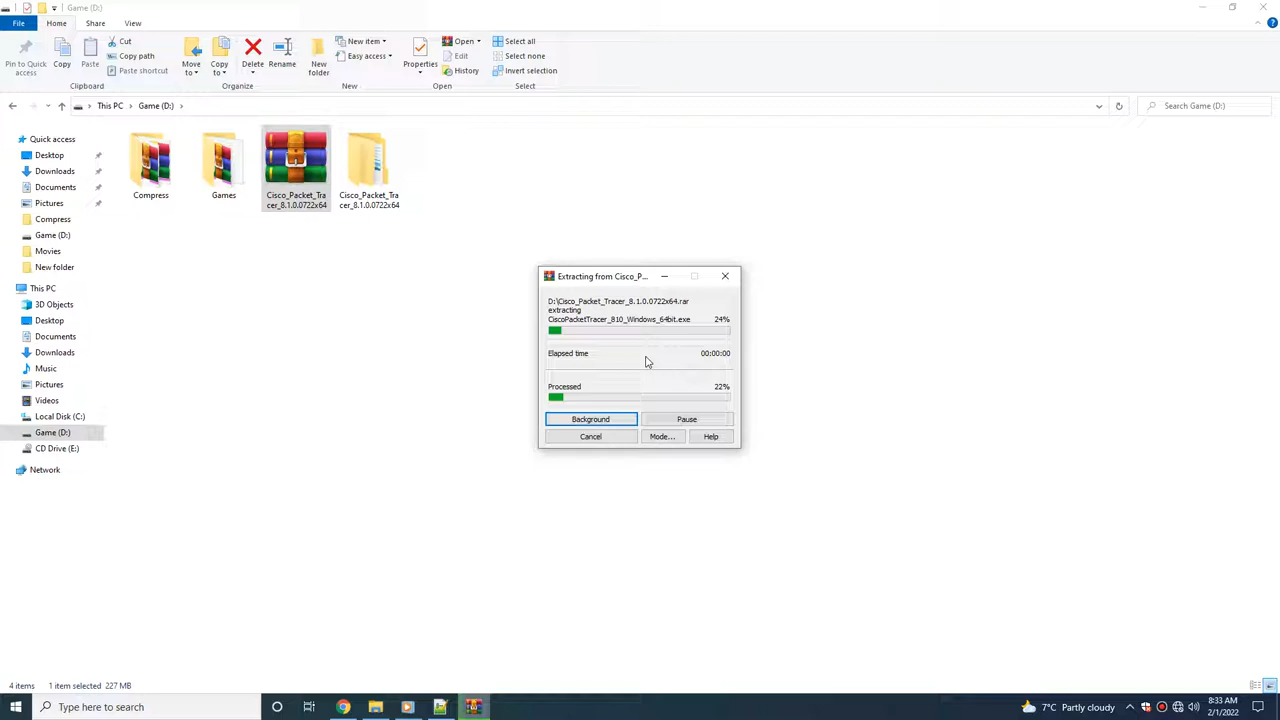 Game (D:)
File
Home
Share
View
Pin to Quick
access
Copy
Paste
Cut
Copy path
Paste shortcut
Clipboard
Move
to
Copy
to
Delete
Rename
Organize
New
folder
New item
Easy access
New
Properties
Open
Edit
History
Open
Select all
Select none
Invert selection
Select
This PC
Game (D:)
Search Game (D:)
Quick access
Desktop
Downloads
Documents
Pictures
Compress
Game (D:)
Movies
New folder
This PC
3D Objects
Desktop
Documents
Downloads
Music
Pictures
Videos
Local Disk (C:)
Game (D:)
CD Drive (E:)
Network
Compress
Games
Cisco_Packet_Tra
cer_8.1.0.0722x64
Cisco_Packet_Tra
cer_8.1.0.0722x64
Extracting from Cisco_P...
D:\Cisco_Packet_Tracer_8.1.0.0722x64.rar
extracting
CiscoPacketTracer_810_Windows_64bit.exe 24%
Elapsed time 00:00:00
Processed 22%
Background
Pause
Cancel
Mode...
Help
4 items 1 item selected 227 MB
Type here to search
7°C Partly cloudy
8:33 AM
2/1/2022